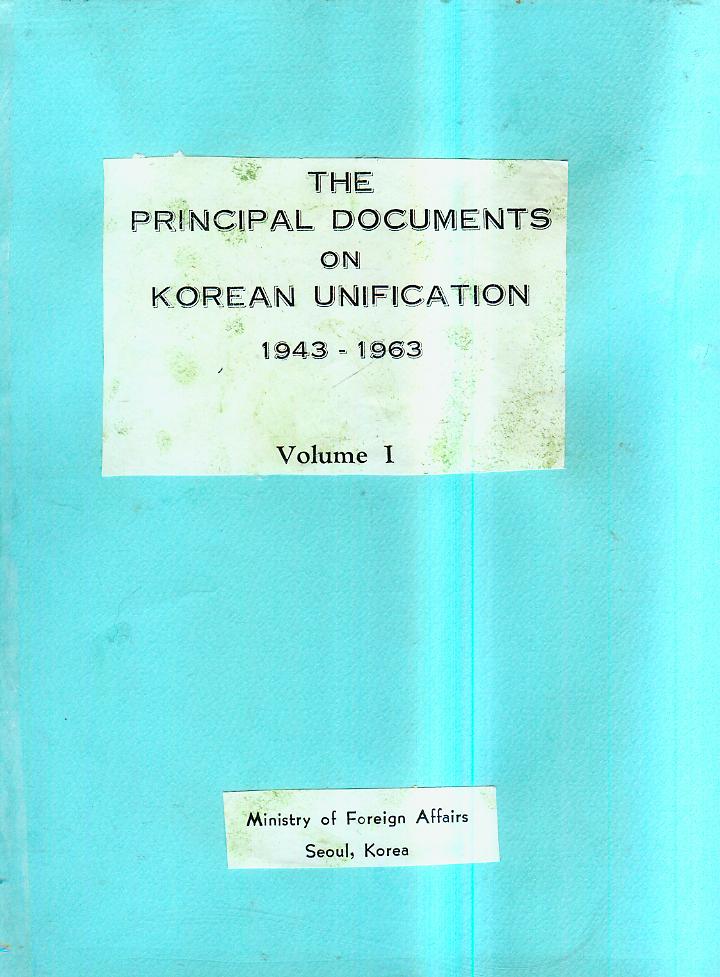 THE
PRINCIPAL DOCUMENTS
ON
KOREAN UNIFICATION
1943 - 1963
Volume I
Ministry of Foreign Affairs
Seoul, Korea